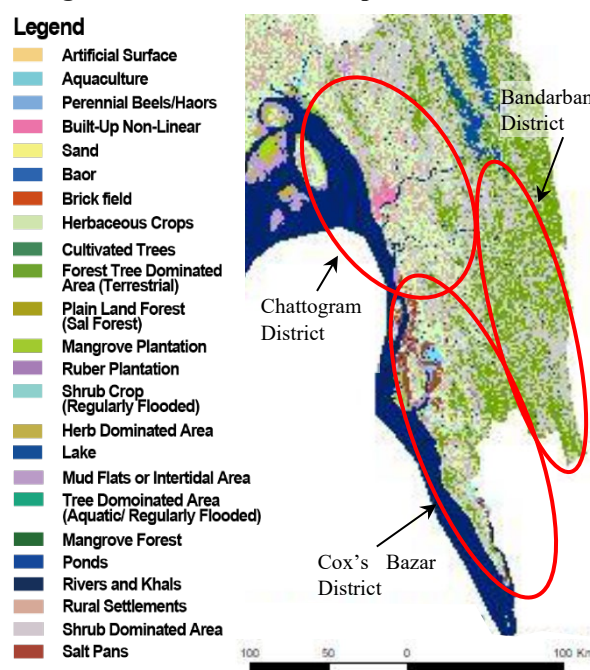 Legend
Artificial Surface
Aquaculture
Perennial Beels/Haors
Built-Up Non-Linear
Sand
Baor
Brick field
Herbaceous Crops
Cultivated Trees
Forest Tree Dominated
Area (Terrestrial)
Plain Land Forest
(Sal Forest)
Mangrove Plantation
Ruber Plantation
Shrub Crop
(Regularly Flooded)
Herb Dominated Area
Lake
Mud Flats or Intertidal Area
Tree Domoinated Area
(Aquatic/ Regularly Flooded)
Mangrove Forest
Ponds
Rivers and Khals
Rural Settlements
Shrub Dominated Area
Salt Pans
Bandarban
District
Chattogram
District
Cox's Bazar
District
100 50 0 100 Km